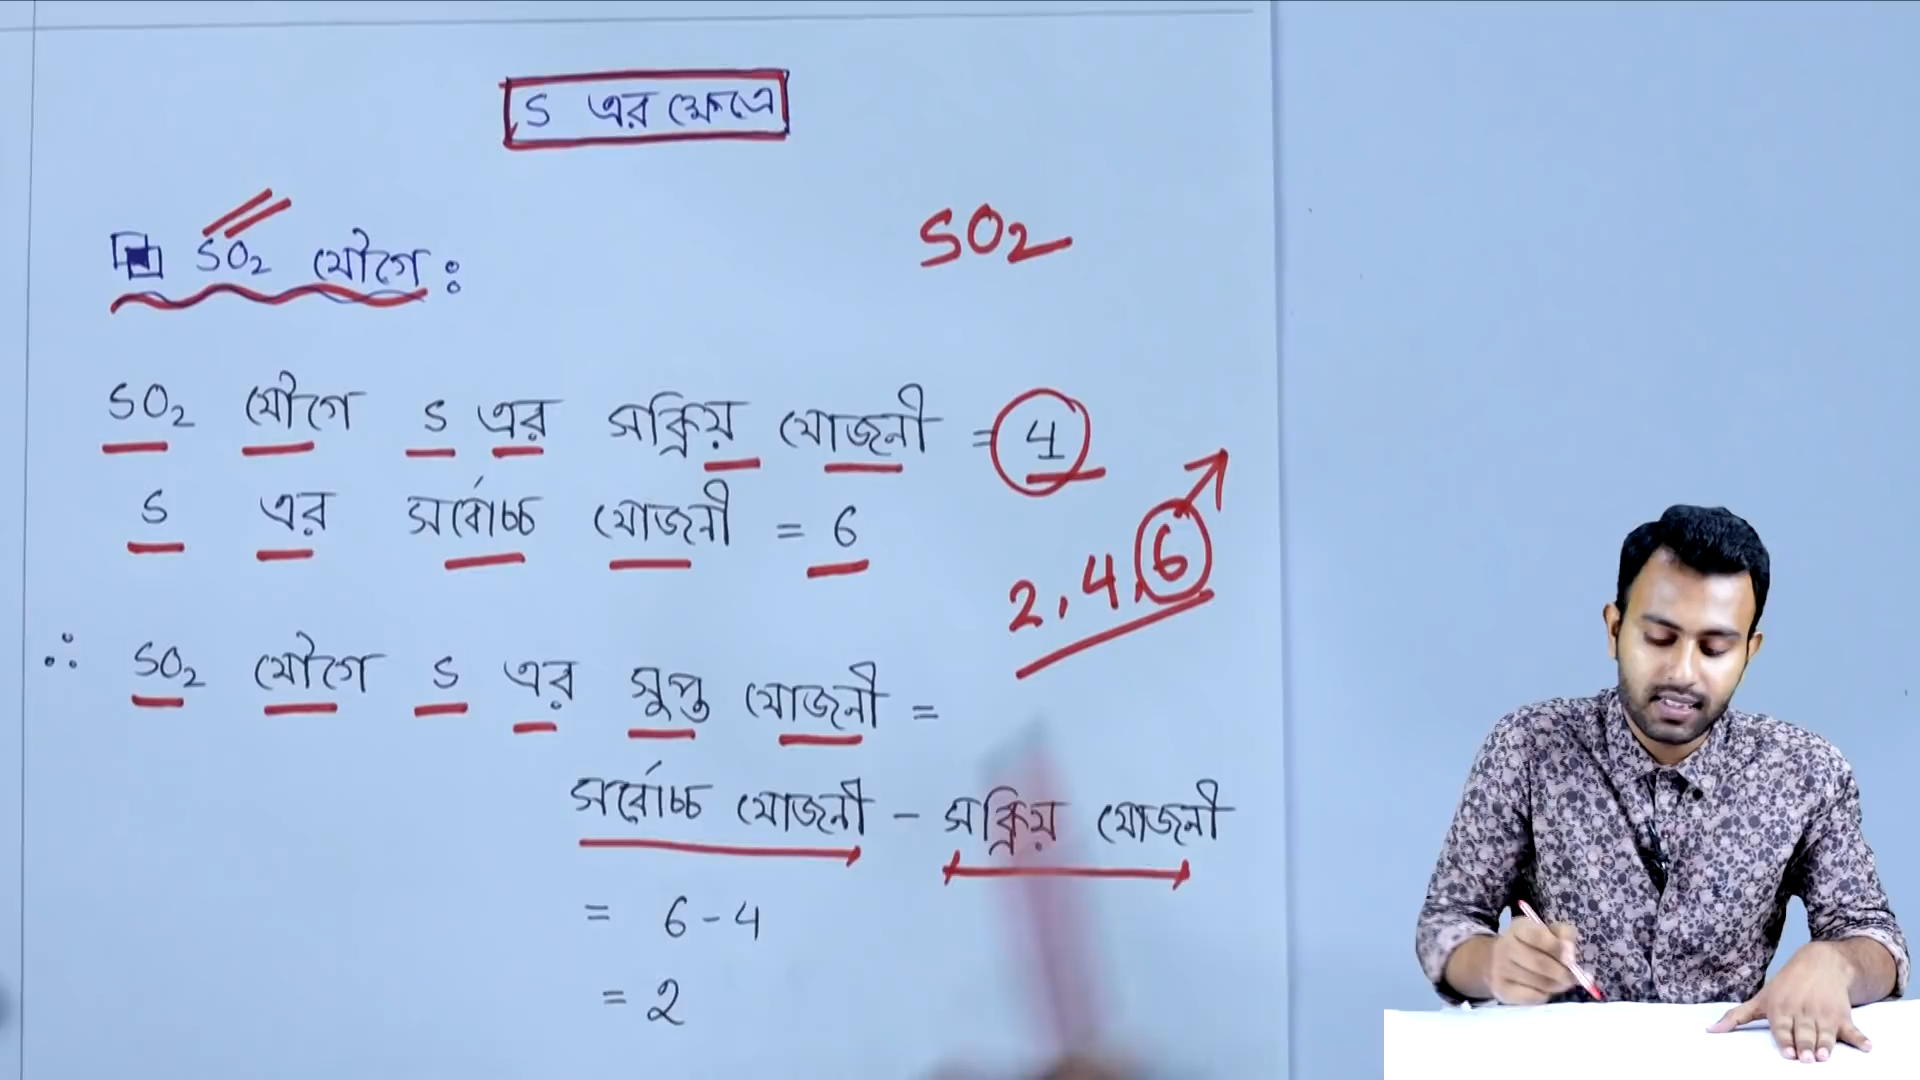 S এর ক্ষেত্রে
SO₂ যৌগে :
SO₂
SO₂ যৌগে S এর সক্রিয় যোজনী = 4
S এর সর্বোচ্চ যোজনী = 6
2, 4, 6
∴ SO₂ যৌগে S এর সুপ্ত যোজনী =
সর্বোচ্চ যোজনী - সক্রিয় যোজনী
= 6-4
= 2